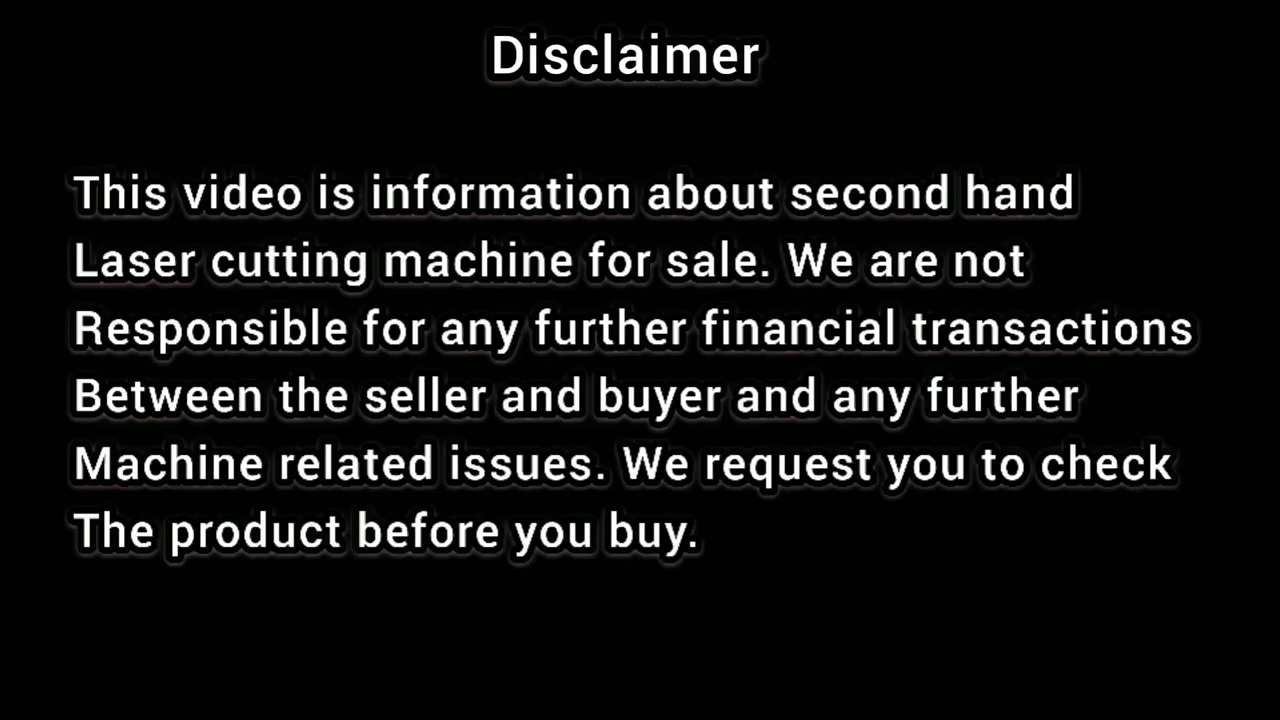 Disclaimer
This video is information about second hand
Laser cutting machine for sale. We are not
Responsible for any further financial transactions
Between the seller and buyer and any further
Machine related issues. We request you to check
The product before you buy.